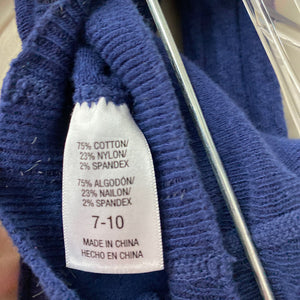 75% COTTON/
23% NYLON/
2% SPANDEX
75% ALGODÓN/
23% NAILON/
2% SPANDEX
7-10
MADE IN CHINA
HECHO EN CHINA